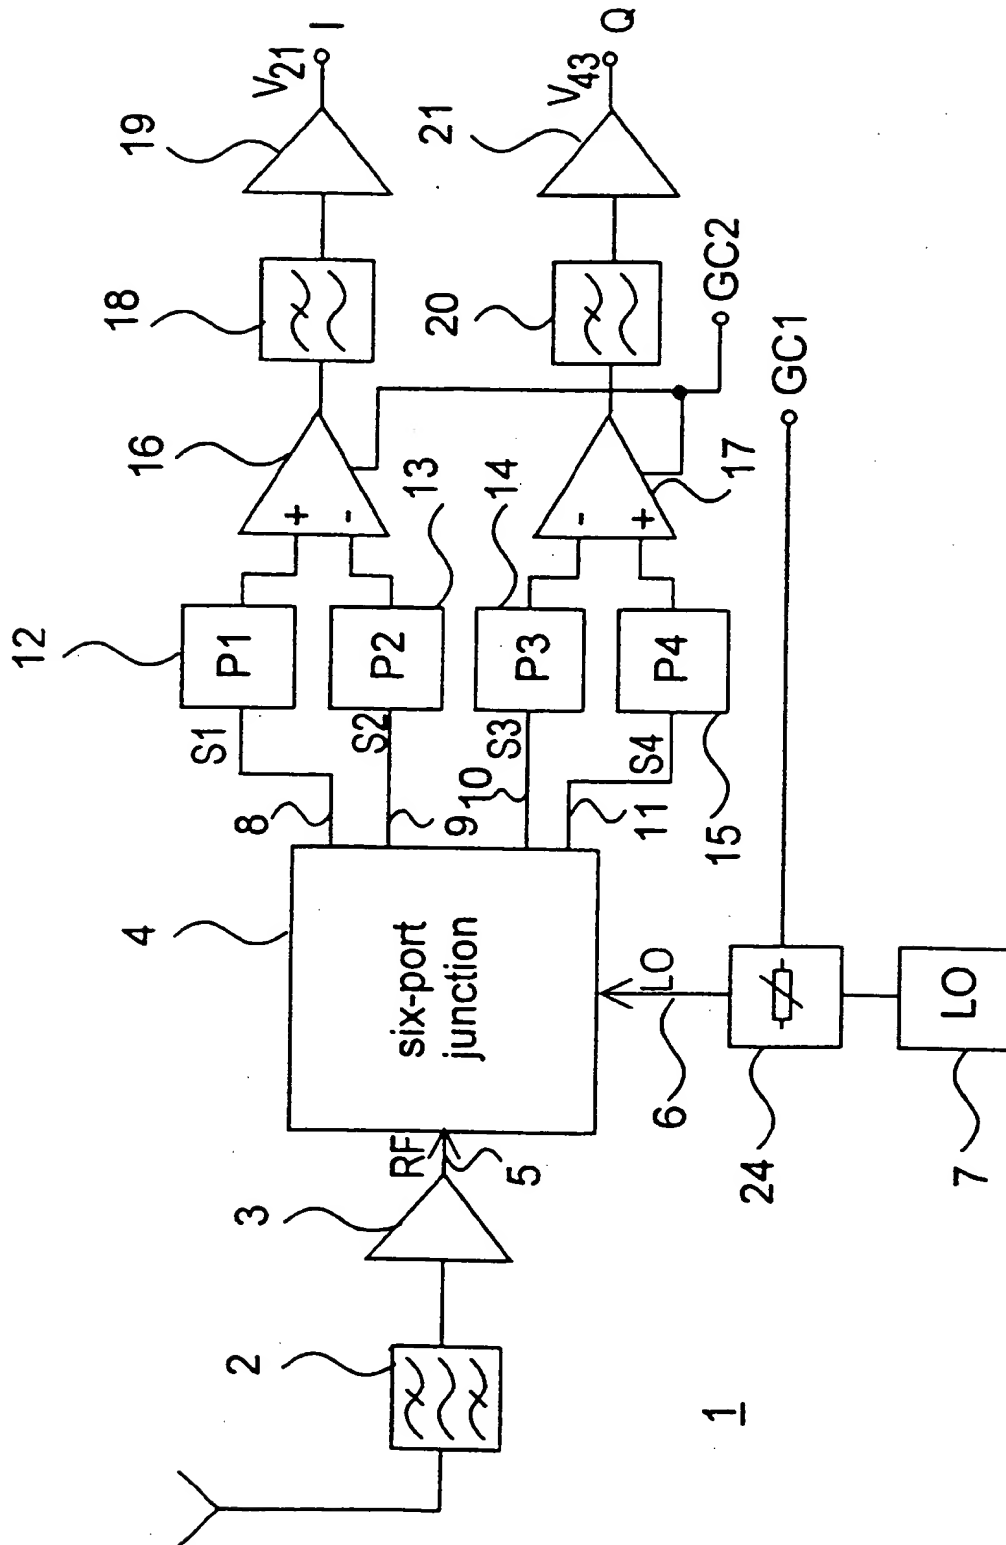 1
2
3
RF
5
4
six-port
junction
LO
6
24
LO
7
8
9
10
11
S1
S2
S3
S4
12
P1
P2
13
P3
14
P4
15
+
-
16
-
+
17
18
20
GC2
GC1
19
21
V21
I
V43
Q